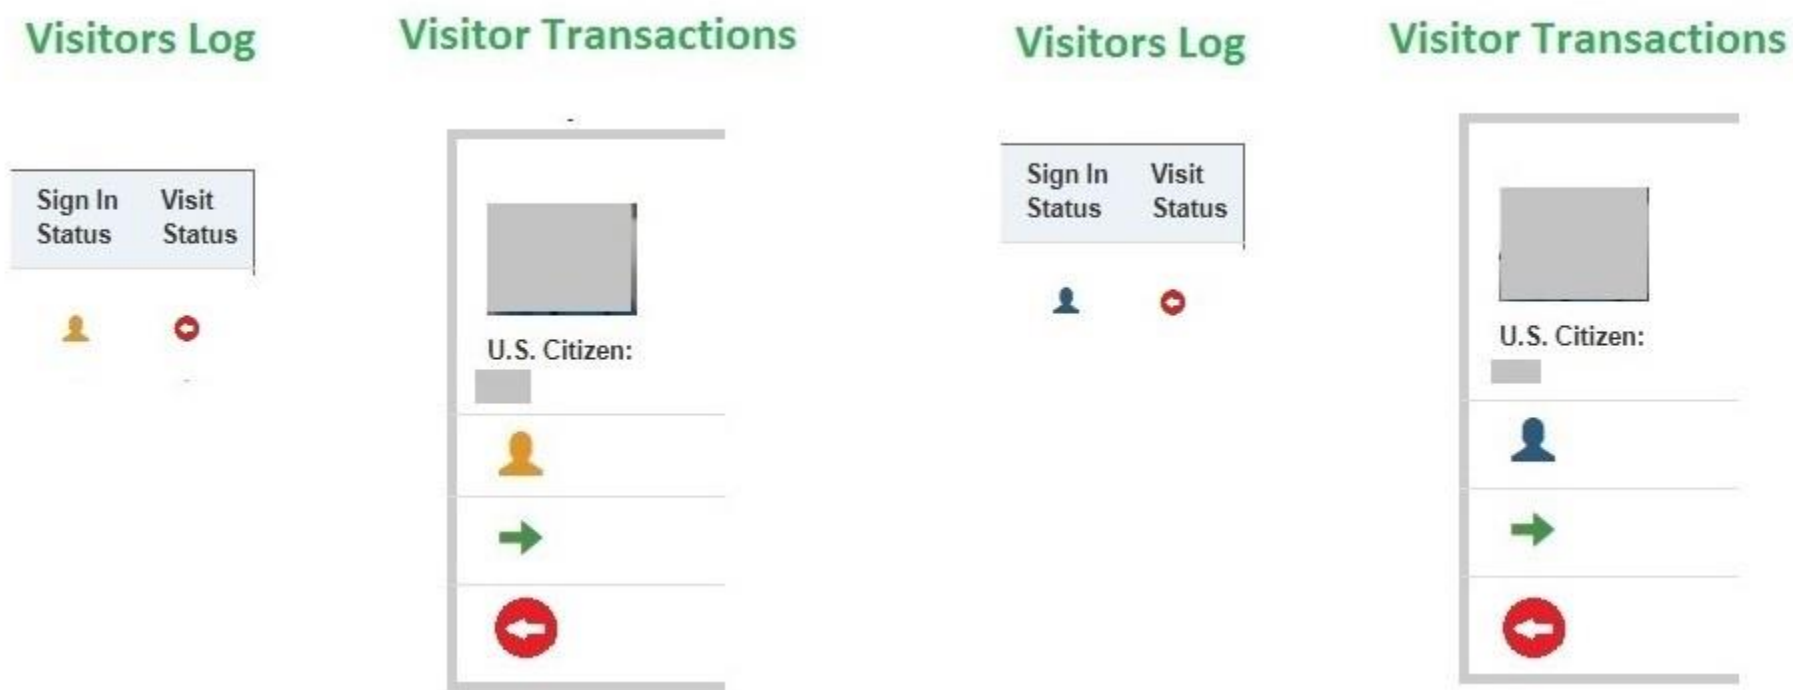 Visitors Log
Visitor Transactions
Sign In Status
Visit Status
U.S. Citizen:
Visitors Log
Visitor Transactions
Sign In Status
Visit Status
U.S. Citizen: